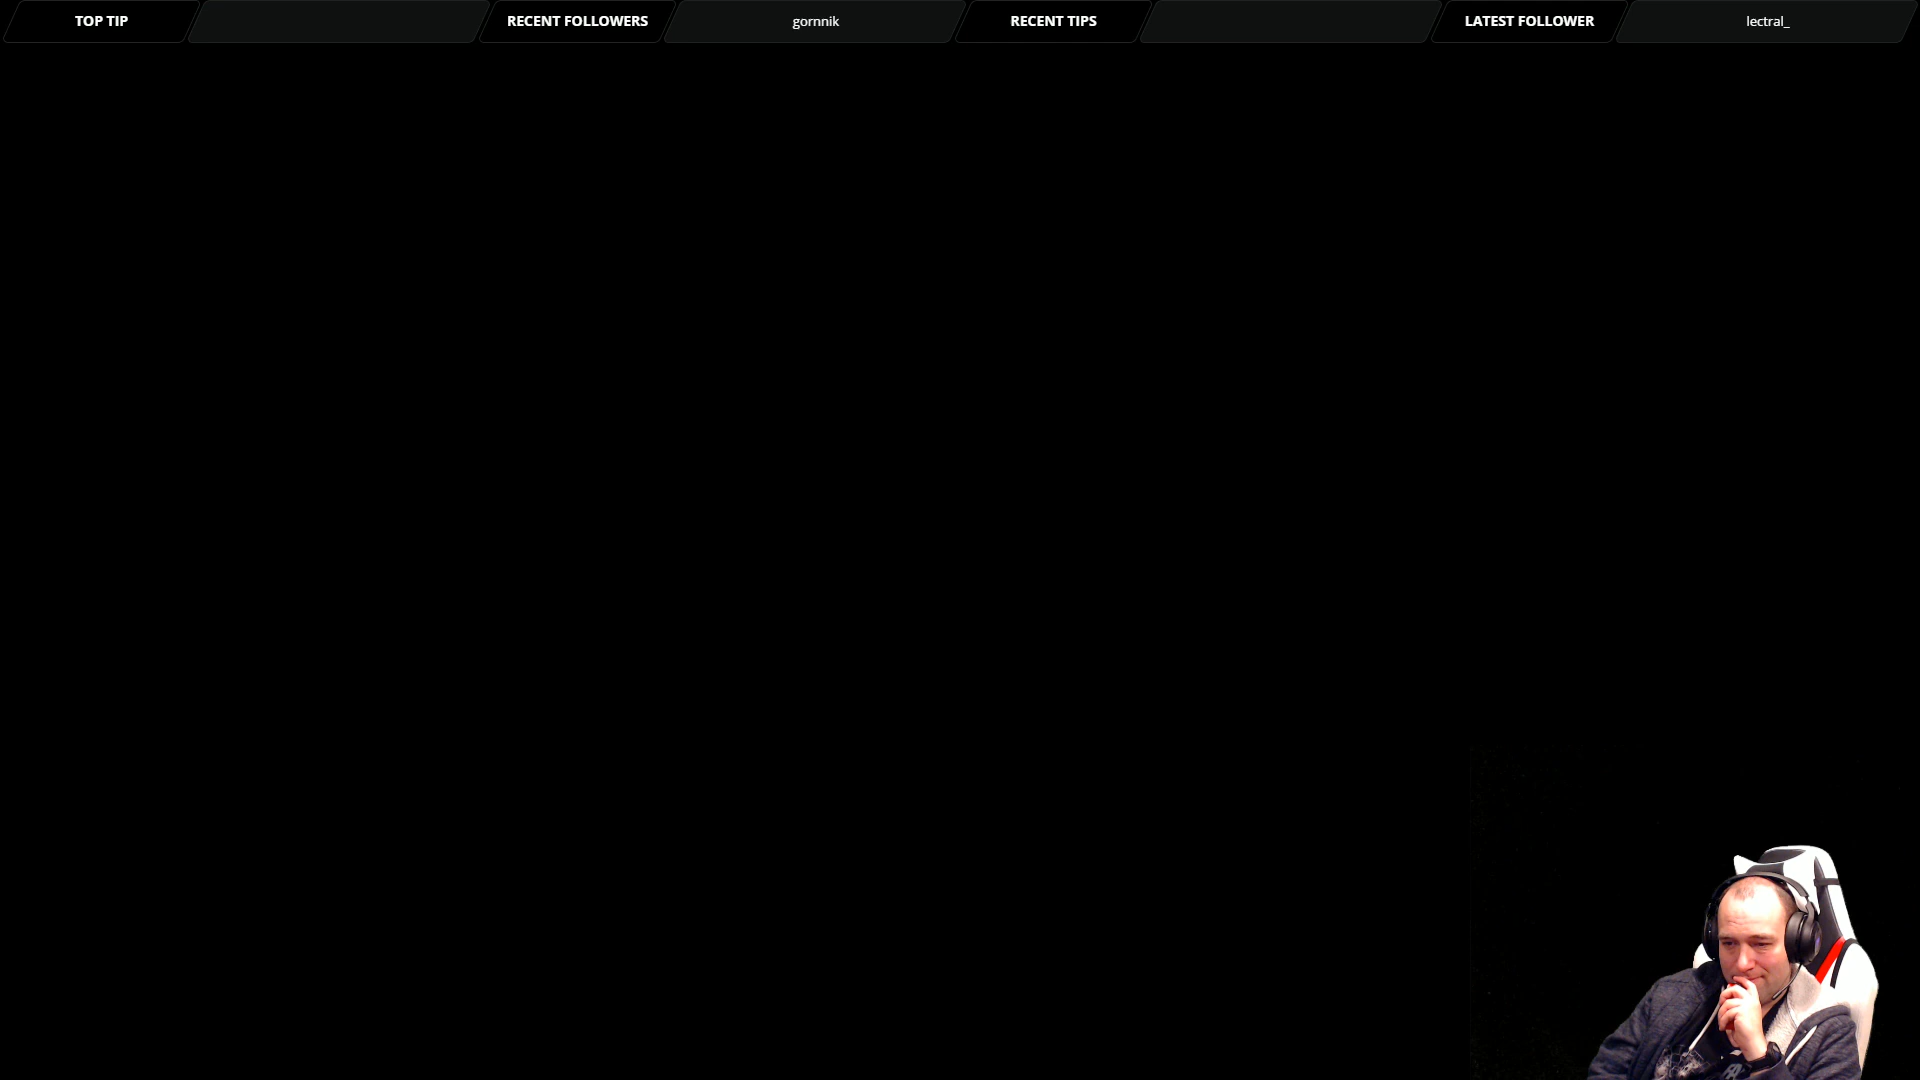 TOP TIP
RECENT FOLLOWERS
gornnik
RECENT TIPS
LATEST FOLLOWER
lectral_